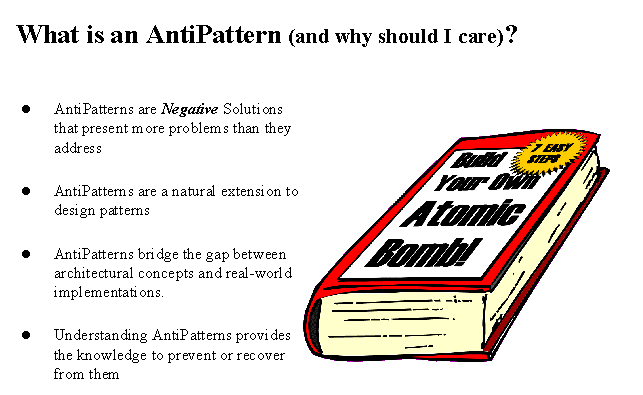 What is an AntiPattern (and why should I care)?
● AntiPatterns are Negative Solutions
that present more problems than they
address
● AntiPatterns are a natural extension to
design patterns
● AntiPatterns bridge the gap between
architectural concepts and real-world
implementations.
● Understanding AntiPatterns provides
the knowledge to prevent or recover
from them
7 EASY
STEPS
Build
Your Own
Atomic
Bomb!